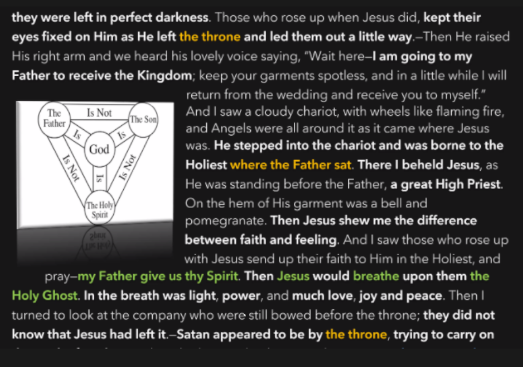 they were left in perfect darkness. Those who rose up when Jesus did, kept their
eyes fixed on Him as He left the throne and led them out a little way.–Then He raised
His right arm and we heard his lovely voice saying, “Wait here–I am going to my
Father to receive the Kingdom; keep your garments spotless, and in a little while I will
return from the wedding and receive you to myself.”
And I saw a cloudy chariot, with wheels like flaming fire,
and Angels were all around it as it came where Jesus
was. He stepped into the chariot and was borne to the
Holiest where the Father sat. There I beheld Jesus, as
He was standing before the Father, a great High Priest.
On the hem of His garment was a bell and
pomegranate. Then Jesus shew me the difference
between faith and feeling. And I saw those who rose up
with Jesus send up their faith to Him in the Holiest, and
pray–my Father give us thy Spirit. Then Jesus would breathe upon them the
Holy Ghost. In the breath was light, power, and much love, joy and peace. Then I
turned to look at the company who were still bowed before the throne; they did not
know that Jesus had left it.–Satan appeared to be by the throne, trying to carry on
The
Father
Is Not
The Son
Is
Is
God
Is Not
Is
Is Not
The Holy
Spirit